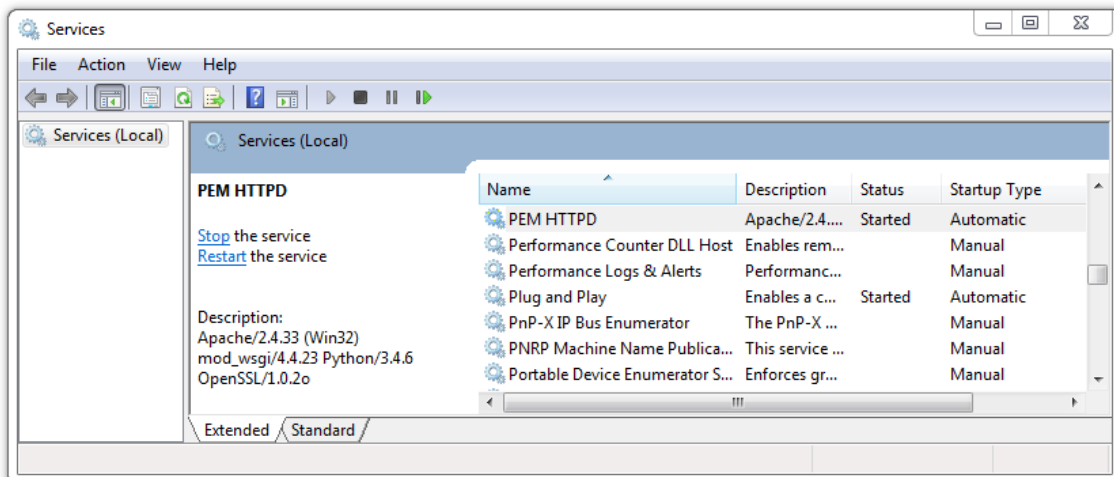 Services
File Action View Help
Services (Local)
Services (Local)
PEM HTTPD
Stop the service
Restart the service
Description:
Apache/2.4.33 (Win32)
mod_wsgi/4.4.23 Python/3.4.6
OpenSSL/1.0.2o
Name Description Status Startup Type
PEM HTTPD Apache/2.4.... Started Automatic
Performance Counter DLL Host Enables rem... Manual
Performance Logs & Alerts Performanc... Manual
Plug and Play Enables a c... Started Automatic
PnP-X IP Bus Enumerator The PnP-X ... Manual
PNRP Machine Name Publica... This service ... Manual
Portable Device Enumerator S... Enforces gr... Manual
Extended Standard